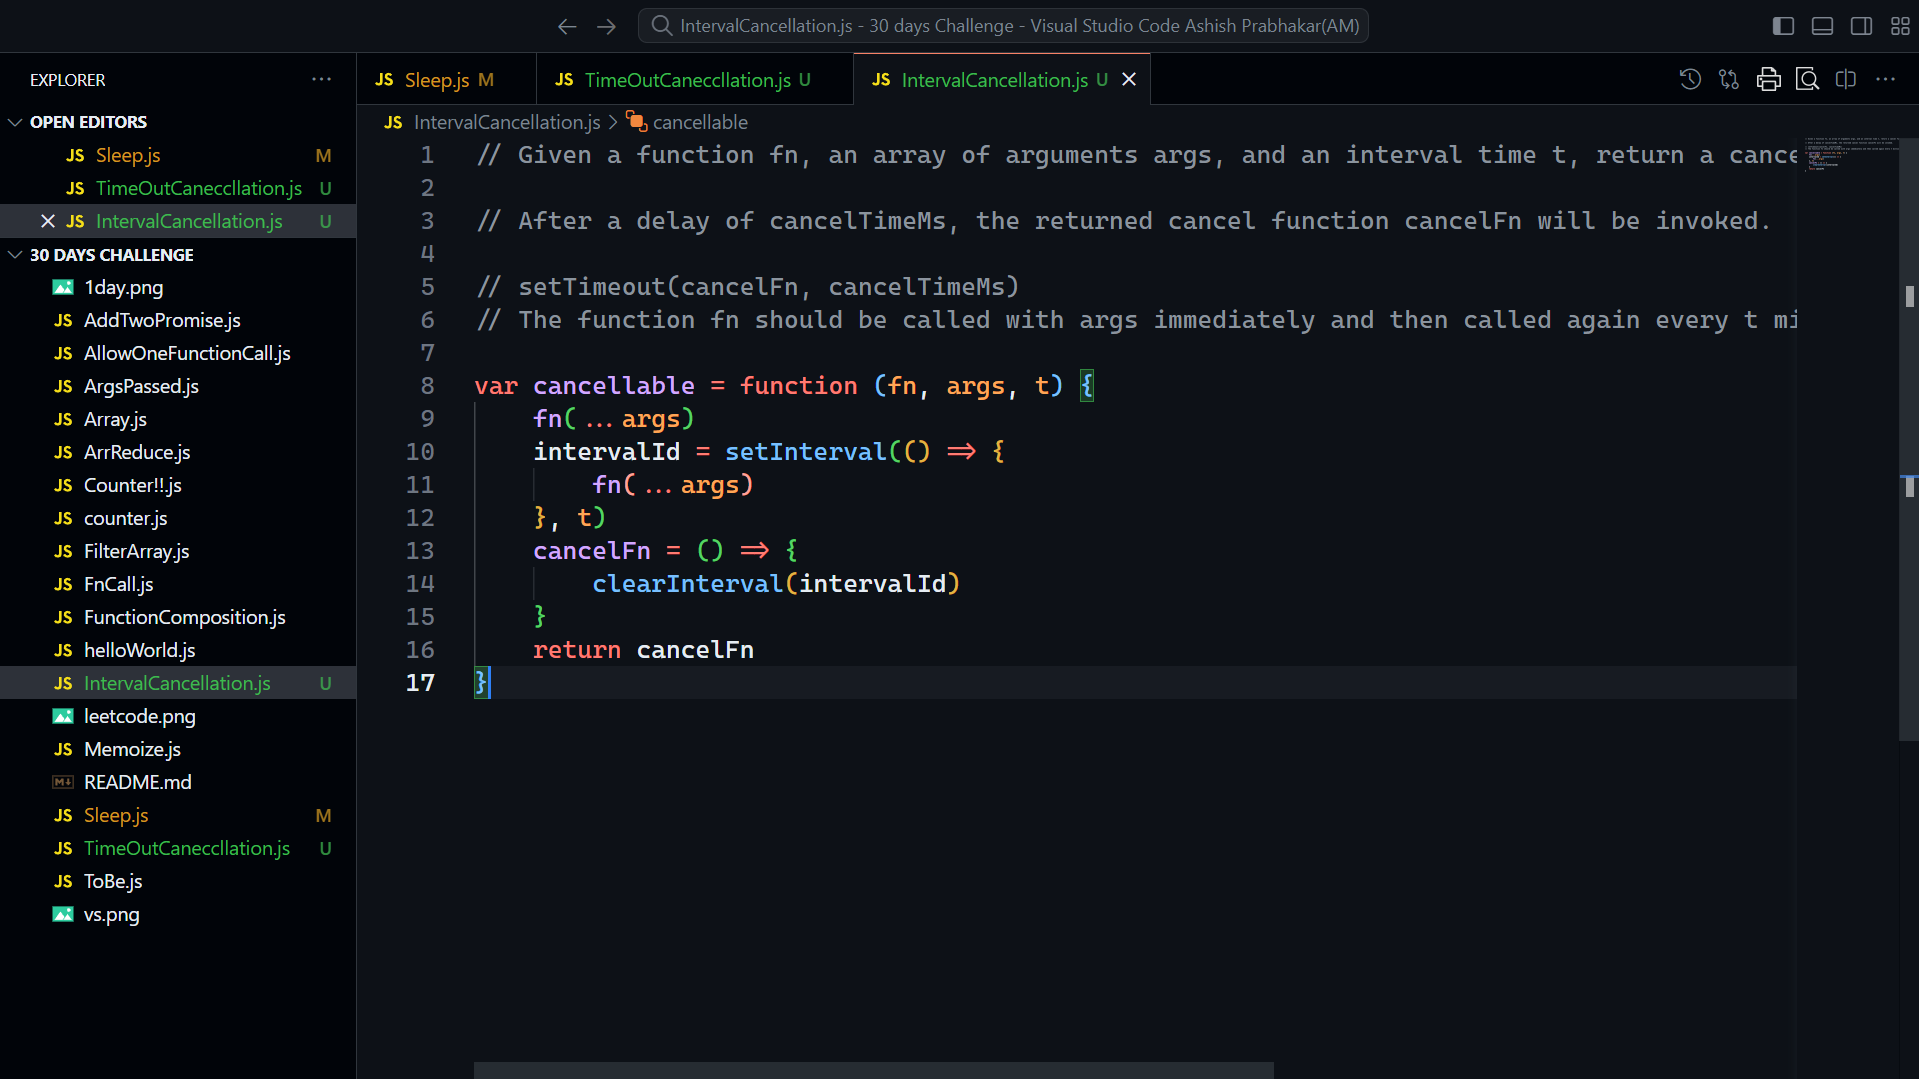 IntervalCancellation.js - 30 days Challenge - Visual Studio Code Ashish Prabhakar(AM)
EXPLORER
OPEN EDITORS
JS Sleep.js M
JS TimeOutCaneccllation.js U
JS IntervalCancellation.js U
30 DAYS CHALLENGE
1day.png
JS AddTwoPromise.js
JS AllowOneFunctionCall.js
JS ArgsPassed.js
JS Array.js
JS ArrReduce.js
JS Counter!!.js
JS counter.js
JS FilterArray.js
JS FnCall.js
JS FunctionComposition.js
JS helloWorld.js
JS IntervalCancellation.js U
leetcode.png
JS Memoize.js
README.md
JS Sleep.js M
JS TimeOutCaneccllation.js U
JS ToBe.js
vs.png
JS Sleep.js M JS TimeOutCaneccllation.js U JS IntervalCancellation.js U
JS IntervalCancellation.js > cancellable
1 // Given a function fn, an array of arguments args, and an interval time t, return a cance
2
3 // After a delay of cancelTimeMs, the returned cancel function cancelFn will be invoked.
4
5 // setTimeout(cancelFn, cancelTimeMs)
6 // The function fn should be called with args immediately and then called again every t mi
7
8 var cancellable = function (fn, args, t) {
9 fn(...args)
10 intervalId = setInterval(() => {
11 fn(...args)
12 }, t)
13 cancelFn = () => {
14 clearInterval(intervalId)
15 }
16 return cancelFn
17 }